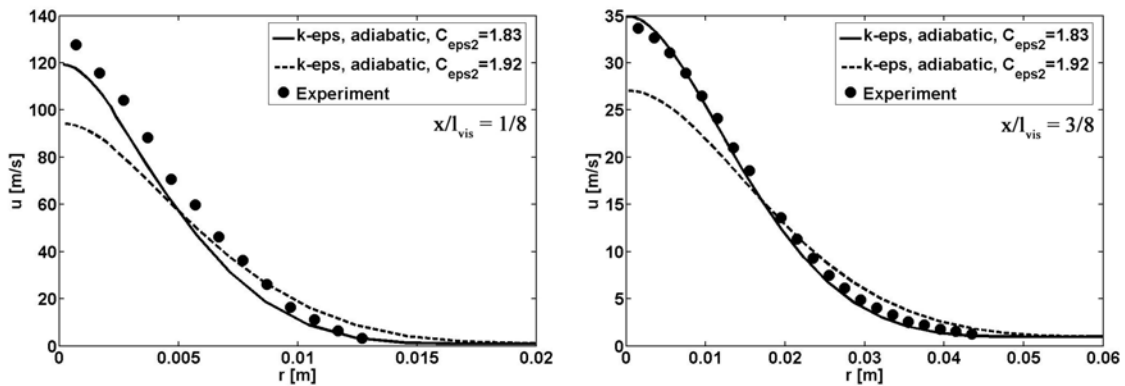 140
120
100
80
60
40
20
0
u [m/s]
k-eps, adiabatic, C_eps2=1.83
k-eps, adiabatic, C_eps2=1.92
Experiment
x/l_vis = 1/8
0 0.005 0.01 0.015 0.02
r [m]
35
30
25
20
15
10
5
0
u [m/s]
k-eps, adiabatic, C_eps2=1.83
k-eps, adiabatic, C_eps2=1.92
Experiment
x/l_vis = 3/8
0 0.01 0.02 0.03 0.04 0.05 0.06
r [m]